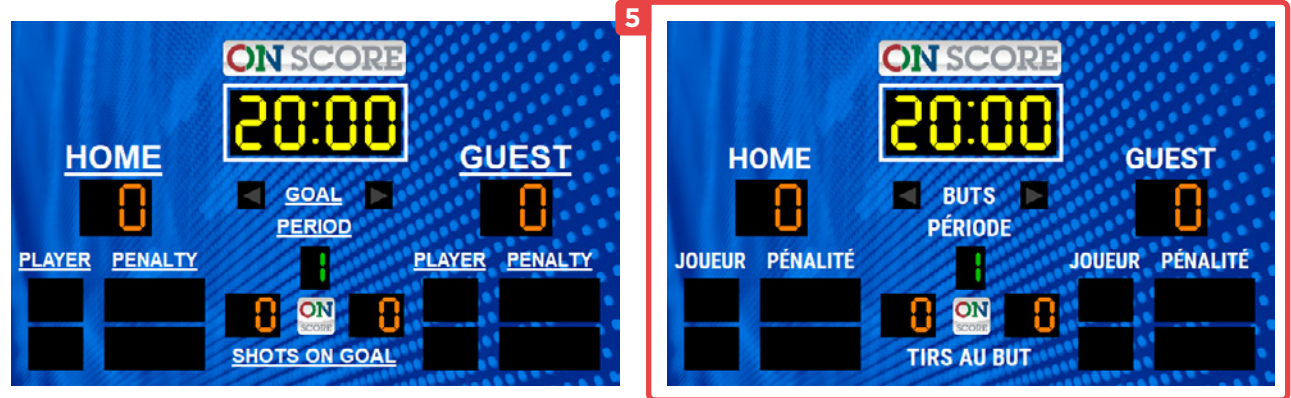 ON SCORE
20:00
HOME
GUEST
0
0
GOAL
PERIOD
PLAYER PENALTY
1
PLAYER PENALTY
0
ON SCORE
0
SHOTS ON GOAL
5
ON SCORE
20:00
HOME
GUEST
0
0
BUTS
PÉRIODE
JOUEUR PÉNALITÉ
1
JOUEUR PÉNALITÉ
0
ON SCORE
0
TIRS AU BUT